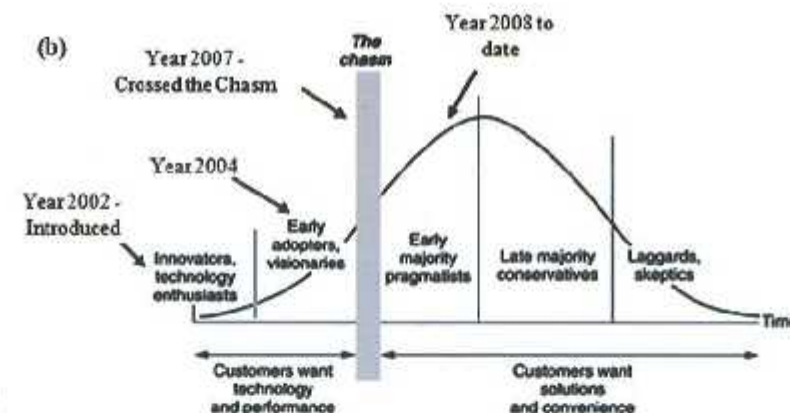 (b)
Year 2007 -
Crossed the Chasm
The
chasm
Year 2008 to
date
Year 2004
Year 2002 -
Introduced
Innovators,
technology
enthusiasts
Early
adopters,
visionaries
Early
majority
pragmatists
Late majority
conservatives
Laggards,
skeptics
Time
Customers want
technology
and performance
Customers want
solutions
and convenience